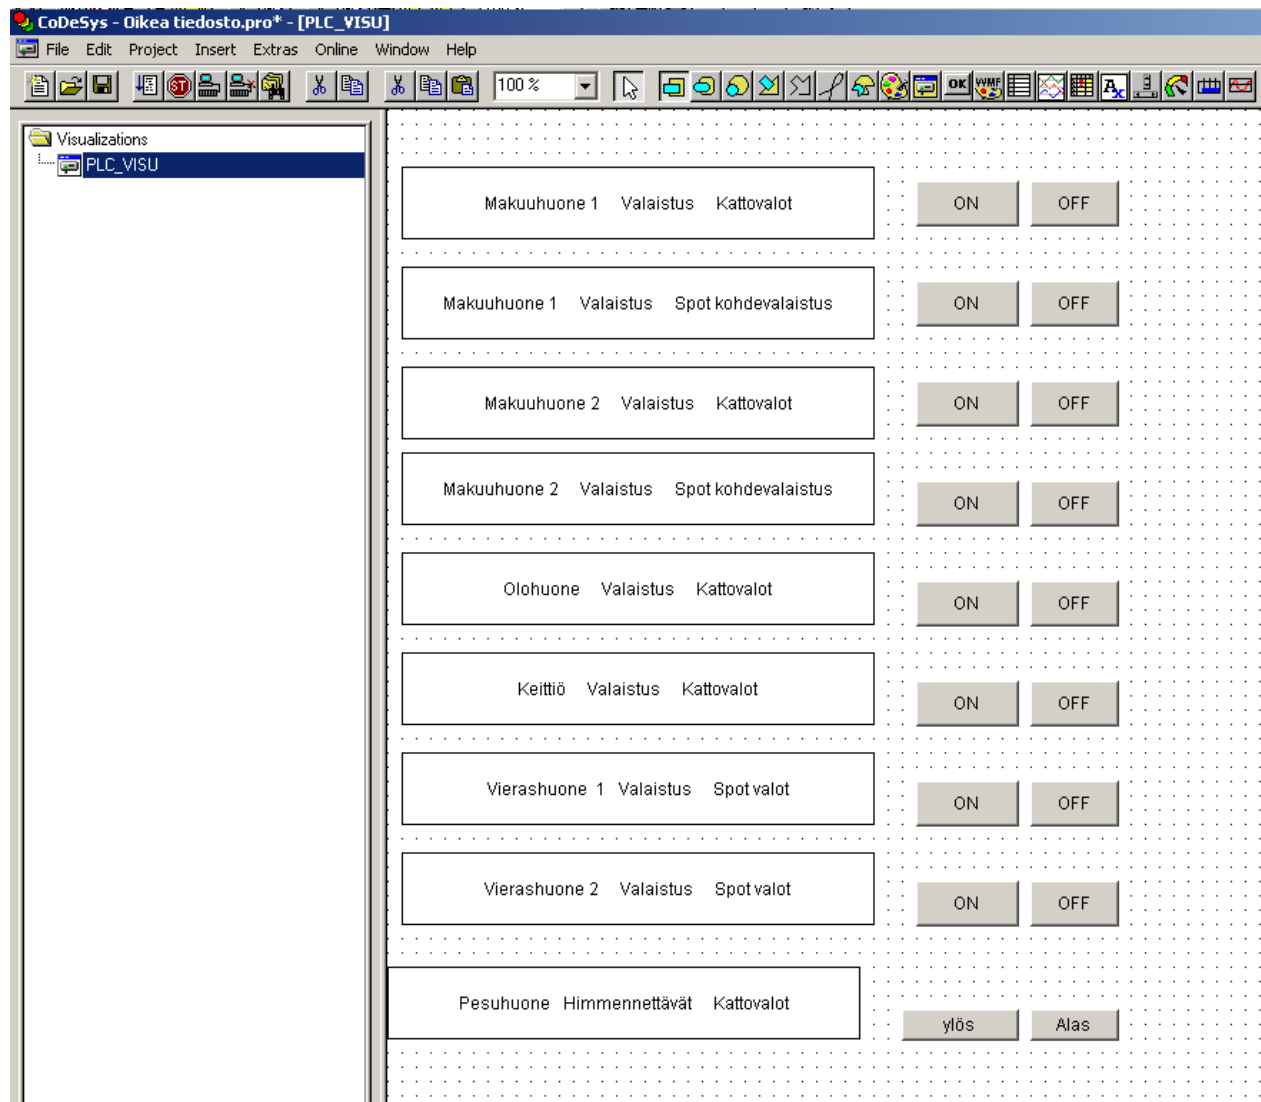 CoDeSys - Oikea tiedosto.pro* - [PLC_VISU]
File Edit Project Insert Extras Online Window Help
ST 100 % OK WMF
Visualizations
PLC_VISU
Makuuhuone 1 Valaistus Kattovalot ON OFF
Makuuhuone 1 Valaistus Spot kohdevalaistus ON OFF
Makuuhuone 2 Valaistus Kattovalot ON OFF
Makuuhuone 2 Valaistus Spot kohdevalaistus ON OFF
Olohuone Valaistus Kattovalot ON OFF
Keittiö Valaistus Kattovalot ON OFF
Vierashuone 1 Valaistus Spot valot ON OFF
Vierashuone 2 Valaistus Spot valot ON OFF
Pesuhuone Himmennettävät Kattovalot ylös Alas